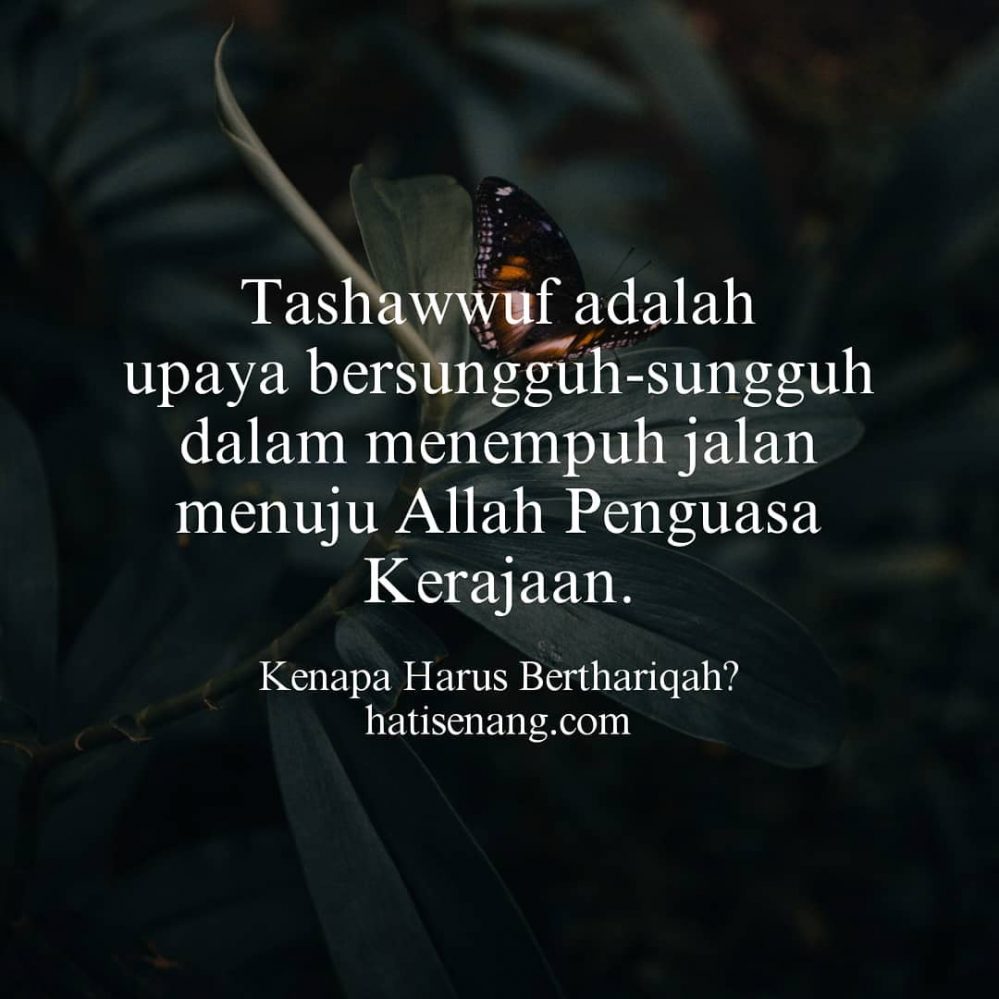 Tashawwuf adalah
upaya bersungguh-sungguh
dalam menempuh jalan
menuju Allah Penguasa
Kerajaan.
Kenapa Harus Berthariqah?
hatisenang.com